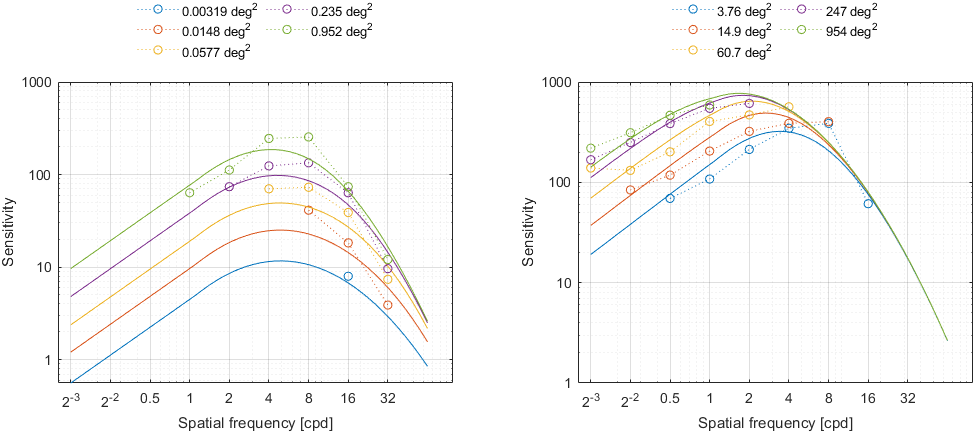 0.00319 deg2 0.235 deg2
0.0148 deg2 0.952 deg2
0.0577 deg2
1000
100
10
1
Sensitivity
2-3 2-2 0.5 1 2 4 8 16 32
Spatial frequency [cpd]
3.76 deg2 247 deg2
14.9 deg2 954 deg2
60.7 deg2
1000
100
10
1
Sensitivity
2-3 2-2 0.5 1 2 4 8 16 32
Spatial frequency [cpd]